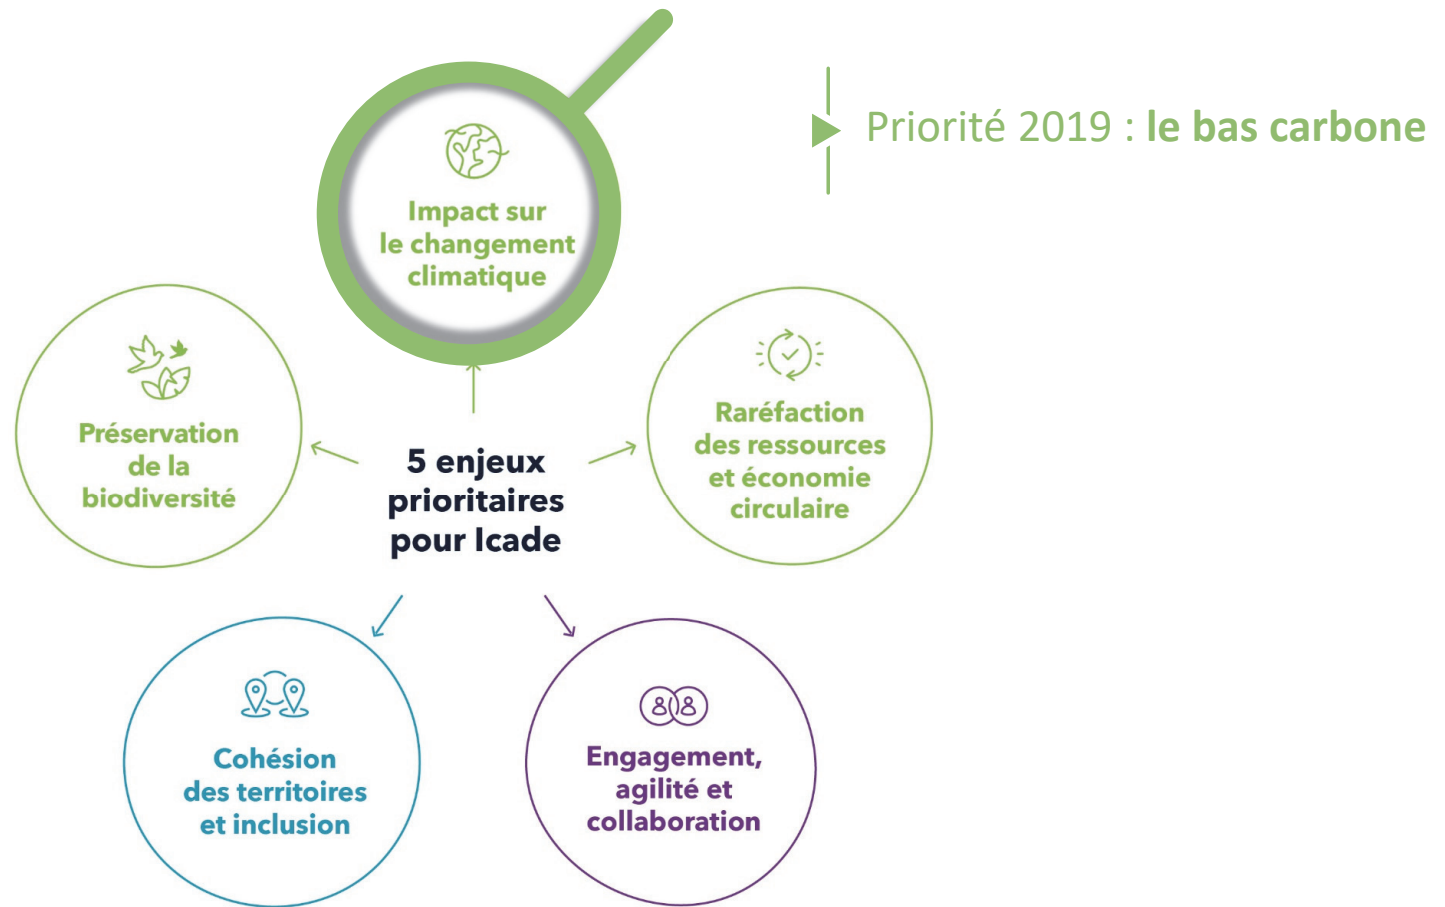 Priorité 2019 : le bas carbone
Impact sur
le changement
climatique
Préservation
de la
biodiversité
Raréfaction
des ressources
et économie
circulaire
5 enjeux
prioritaires
pour Icade
Cohésion
des territoires
et inclusion
Engagement,
agilité et
collaboration